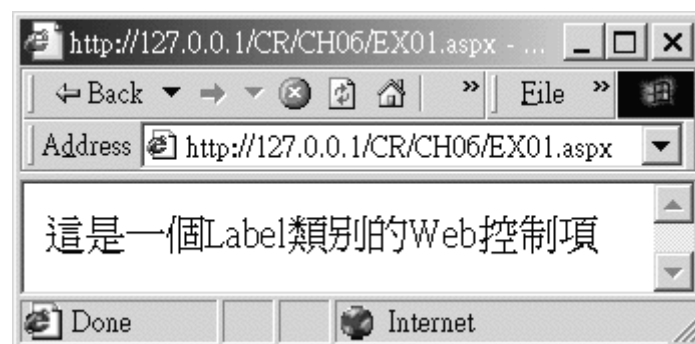 http://127.0.0.1/CR/CH06/EX01.aspx - ...
Back » File »
Address http://127.0.0.1/CR/CH06/EX01.aspx
這是一個Label類別的Web控制項
Done Internet